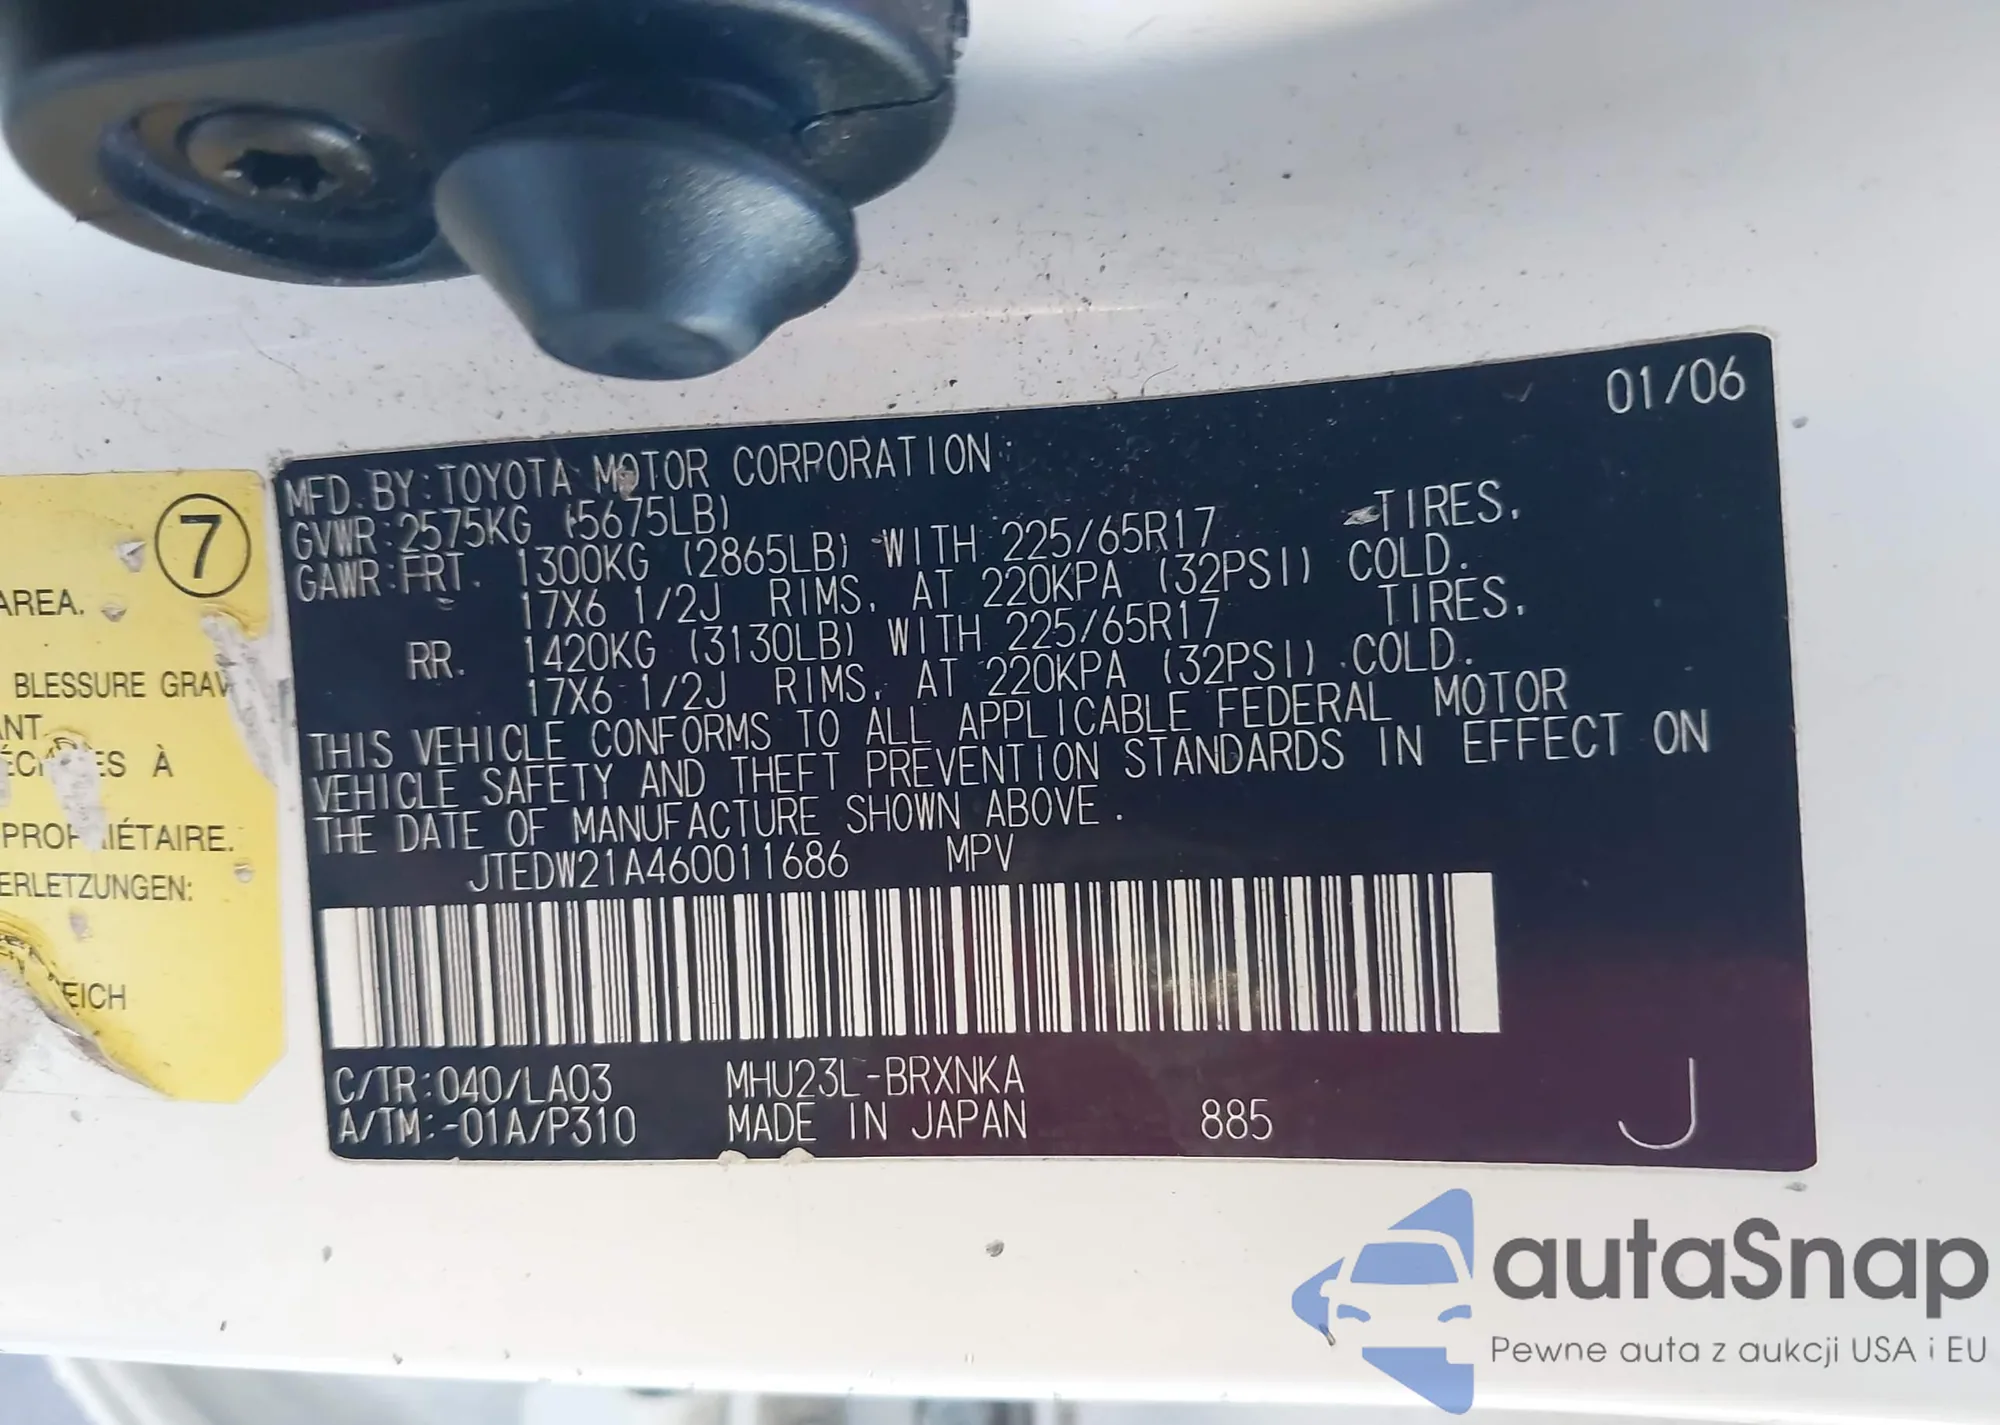 01/06
MFD. BY: TOYOTA MOTOR CORPORATION
GVWR: 2575KG (5675LB)
GAWR: FRT. 1300KG (2865LB) WITH 225/65R17 TIRES,
17X6 1/2J RIMS, AT 220KPA (32PSI) COLD.
RR. 1420KG (3130LB) WITH 225/65R17 TIRES,
17X6 1/2J RIMS, AT 220KPA (32PSI) COLD.
THIS VEHICLE CONFORMS TO ALL APPLICABLE FEDERAL MOTOR
VEHICLE SAFETY AND THEFT PREVENTION STANDARDS IN EFFECT ON
THE DATE OF MANUFACTURE SHOWN ABOVE.
JTEDW21A460011686 MPV
C/TR: 040/LA03 MHU23L-BRXNKA
A/TM: -01A/P310 MADE IN JAPAN 885 J
7
AREA.
BLESSURE GRAV
ANT
À
PROPRIÉTAIRE.
ERLETZUNGEN:
EICH
autaSnap
Pewne auta z aukcji USA i EU